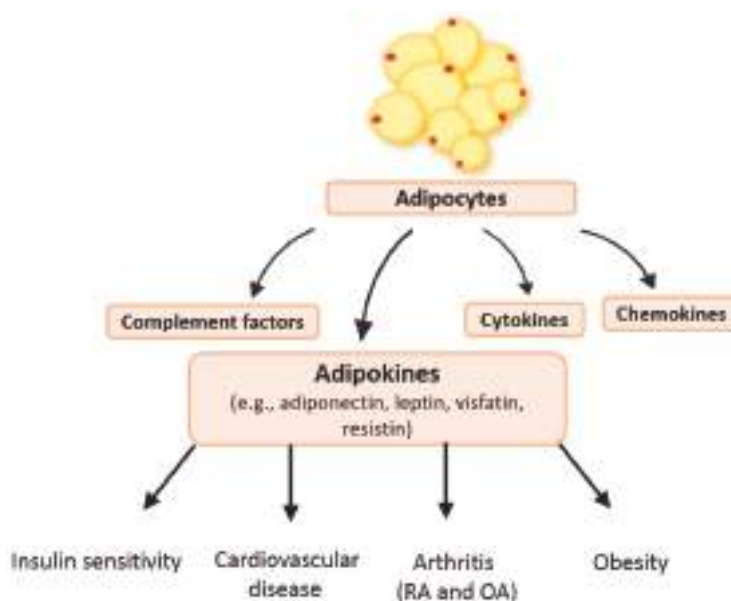 Adipocytes
Complement factors
Cytokines
Chemokines
Adipokines
(e.g., adiponectin, leptin, visfatin,
resistin)
Insulin sensitivity
Cardiovascular
disease
Arthritis
(RA and OA)
Obesity